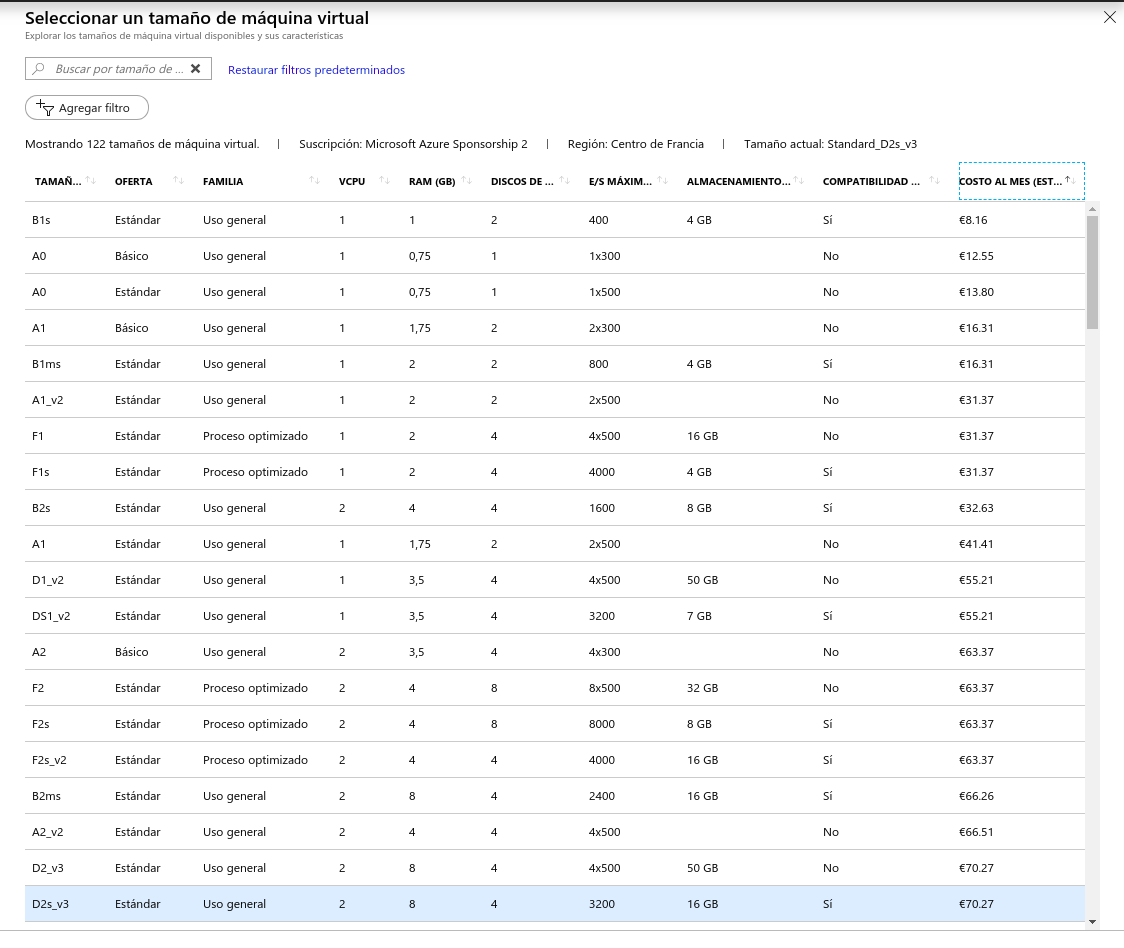 Seleccionar un tamaño de máquina virtual
Explorar los tamaños de máquina virtual disponibles y sus características
Buscar por tamaño de ...
Restaurar filtros predeterminados
Agregar filtro
Mostrando 122 tamaños de máquina virtual. | Suscripción: Microsoft Azure Sponsorship 2 | Región: Centro de Francia | Tamaño actual: Standard_D2s_v3
TAMAÑ... OFERTA FAMILIA VCPU RAM (GB) DISCOS DE ... E/S MÁXIM... ALMACENAMIENTO... COMPATIBILIDAD ... COSTO AL MES (EST...
B1s Estándar Uso general 1 1 2 400 4 GB Sí €8.16
A0 Básico Uso general 1 0,75 1 1x300 No €12.55
A0 Estándar Uso general 1 0,75 1 1x500 No €13.80
A1 Básico Uso general 1 1,75 2 2x300 No €16.31
B1ms Estándar Uso general 1 2 2 800 4 GB Sí €16.31
A1_v2 Estándar Uso general 1 2 2 2x500 No €31.37
F1 Estándar Proceso optimizado 1 2 4 4x500 16 GB No €31.37
F1s Estándar Proceso optimizado 1 2 4 4000 4 GB Sí €31.37
B2s Estándar Uso general 2 4 4 1600 8 GB Sí €32.63
A1 Estándar Uso general 1 1,75 2 2x500 No €41.41
D1_v2 Estándar Uso general 1 3,5 4 4x500 50 GB No €55.21
DS1_v2 Estándar Uso general 1 3,5 4 3200 7 GB Sí €55.21
A2 Básico Uso general 2 3,5 4 4x300 No €63.37
F2 Estándar Proceso optimizado 2 4 8 8x500 32 GB No €63.37
F2s Estándar Proceso optimizado 2 4 8 8000 8 GB Sí €63.37
F2s_v2 Estándar Proceso optimizado 2 4 4 4000 16 GB Sí €63.37
B2ms Estándar Uso general 2 8 4 2400 16 GB Sí €66.26
A2_v2 Estándar Uso general 2 4 4 4x500 No €66.51
D2_v3 Estándar Uso general 2 8 4 4x500 50 GB No €70.27
D2s_v3 Estándar Uso general 2 8 4 3200 16 GB Sí €70.27